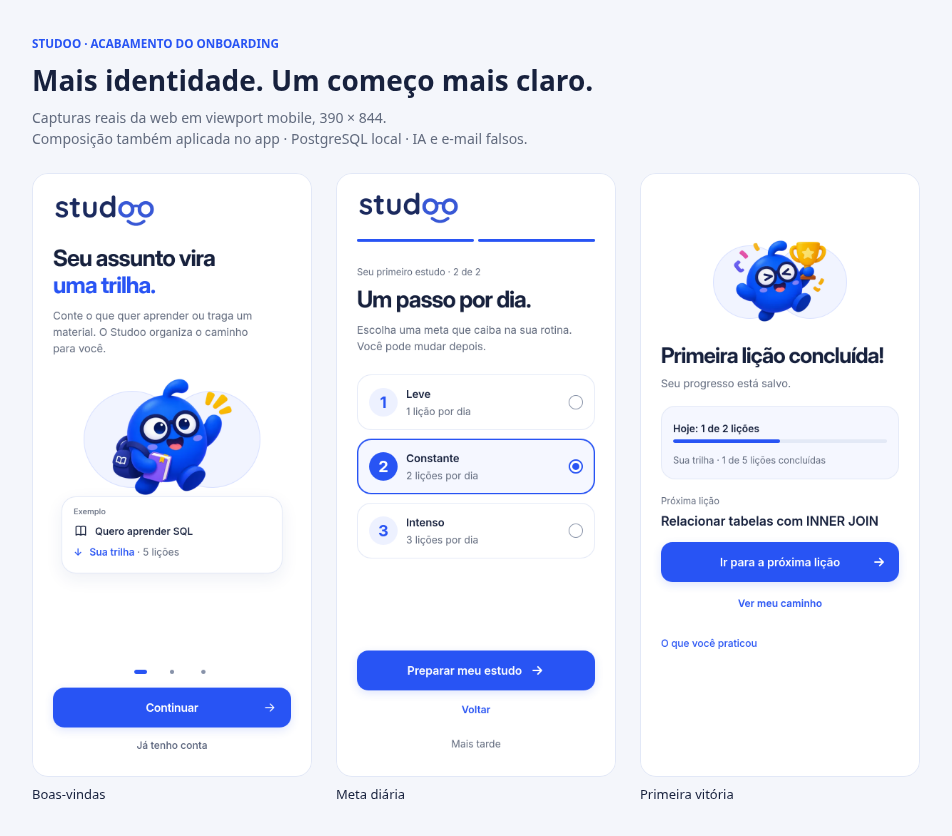 STUDOO · ACABAMENTO DO ONBOARDING
Mais identidade. Um começo mais claro.
Capturas reais da web em viewport mobile, 390 × 844.
Composição também aplicada no app · PostgreSQL local · IA e e-mail falsos.
studoo
Seu assunto vira
uma trilha.
Conte o que quer aprender ou traga um
material. O Studoo organiza o caminho
para você.
Exemplo
Quero aprender SQL
↓ Sua trilha · 5 lições
Continuar →
Já tenho conta
Boas-vindas
studoo
Seu primeiro estudo · 2 de 2
Um passo por dia.
Escolha uma meta que caiba na sua rotina.
Você pode mudar depois.
1
Leve
1 lição por dia
2
Constante
2 lições por dia
3
Intenso
3 lições por dia
Preparar meu estudo →
Voltar
Mais tarde
Meta diária
Primeira lição concluída!
Seu progresso está salvo.
Hoje: 1 de 2 lições
Sua trilha · 1 de 5 lições concluídas
Próxima lição
Relacionar tabelas com INNER JOIN
Ir para a próxima lição →
Ver meu caminho
O que você praticou
Primeira vitória